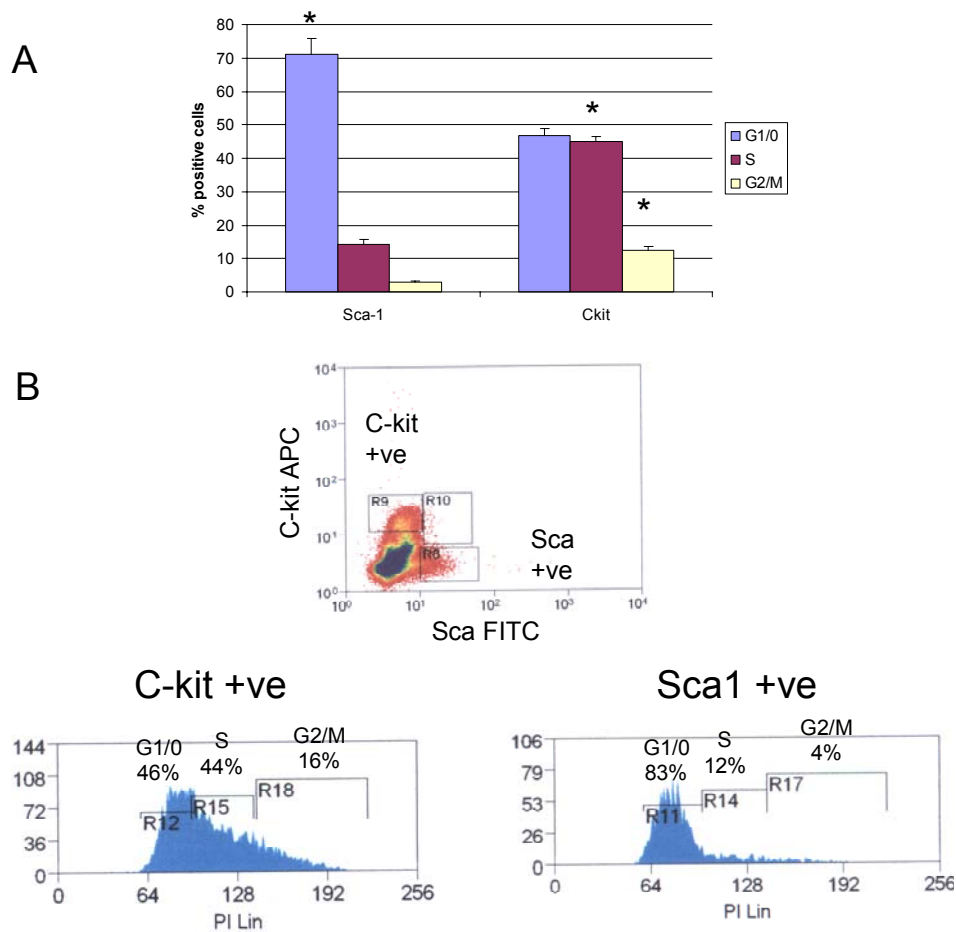 A
80
70
60
50
40
30
20
10
0
% positive cells
*
*
*
Sca-1
Ckit
G1/0
S
G2/M
B
10⁴
10³
10²
10¹
10⁰
C-kit APC
C-kit
+ve
R9
R10
Sca
+ve
10⁰ 10¹ 10² 10³ 10⁴
Sca FITC
C-kit +ve
144
108
72
36
0
G1/0
46%
S
44%
G2/M
16%
R12
R15
R18
0 64 128 192 256
PI Lin
Sca1 +ve
106
79
53
26
0
G1/0
83%
S
12%
G2/M
4%
R11
R14
R17
0 64 128 192 256
PI Lin